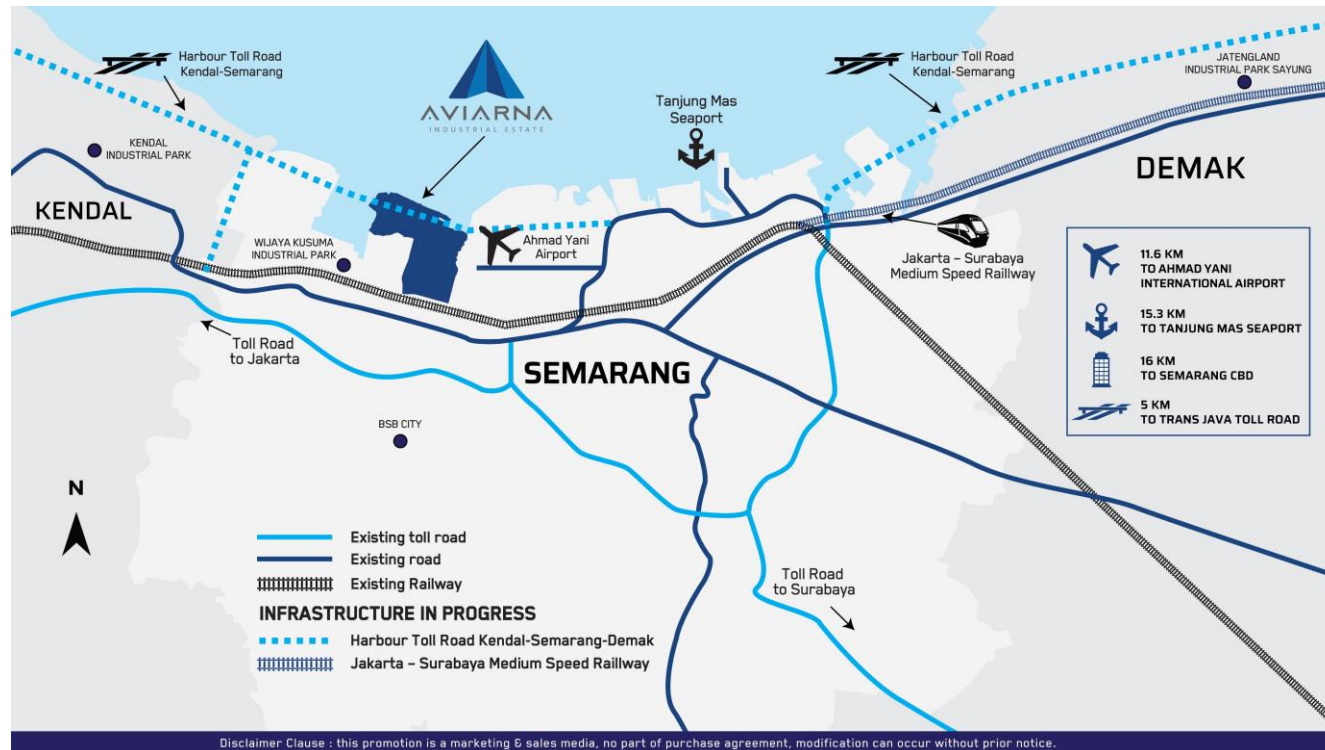 Harbour Toll Road
Kendal-Semarang
AVIARNA
INDUSTRIAL ESTATE
Tanjung Mas
Seaport
Harbour Toll Road
Kendal-Semarang
JATENGLAND
INDUSTRIAL PARK SAYUNG
KENDAL
INDUSTRIAL PARK
DEMAK
KENDAL
WIJAYA KUSUMA
INDUSTRIAL PARK
Ahmad Yani
Airport
Jakarta – Surabaya
Medium Speed Raillway
11.6 KM
TO AHMAD YANI
INTERNATIONAL AIRPORT
15.3 KM
TO TANJUNG MAS SEAPORT
16 KM
TO SEMARANG CBD
5 KM
TO TRANS JAVA TOLL ROAD
Toll Road
to Jakarta
SEMARANG
BSB CITY
N
Existing toll road
Existing road
Existing Railway
INFRASTRUCTURE IN PROGRESS
Harbour Toll Road Kendal-Semarang-Demak
Jakarta – Surabaya Medium Speed Raillway
Toll Road
to Surabaya
Disclaimer Clause : this promotion is a marketing & sales media, no part of purchase agreement, modification can occur without prior notice.